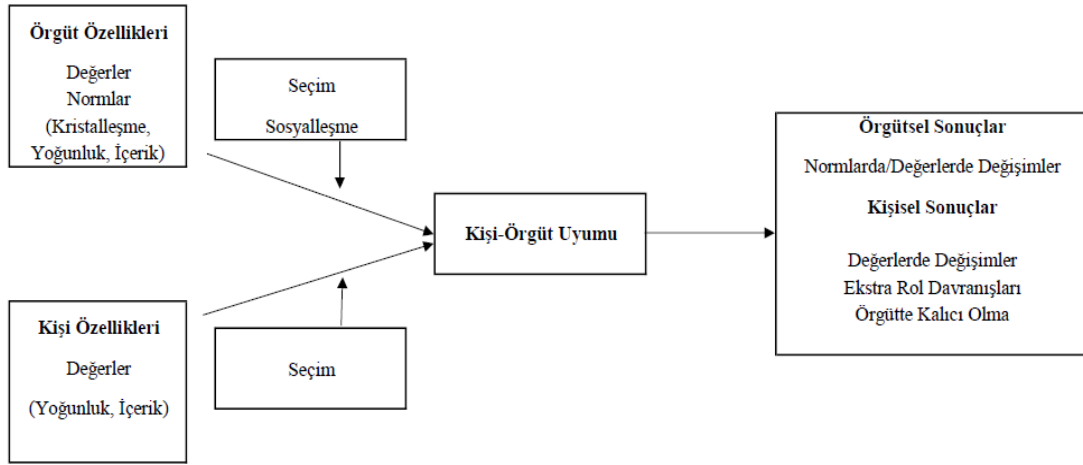 Örgüt Özellikleri
Değerler
Normlar
(Kristalleşme,
Yoğunluk, İçerik)
Seçim
Sosyalleşme
Kişi-Örgüt Uyumu
Örgütsel Sonuçlar
Normlarda/Değerlerde Değişimler
Kişisel Sonuçlar
Değerlerde Değişimler
Ekstra Rol Davranışları
Örgütte Kalıcı Olma
Kişi Özellikleri
Değerler
(Yoğunluk, İçerik)
Seçim